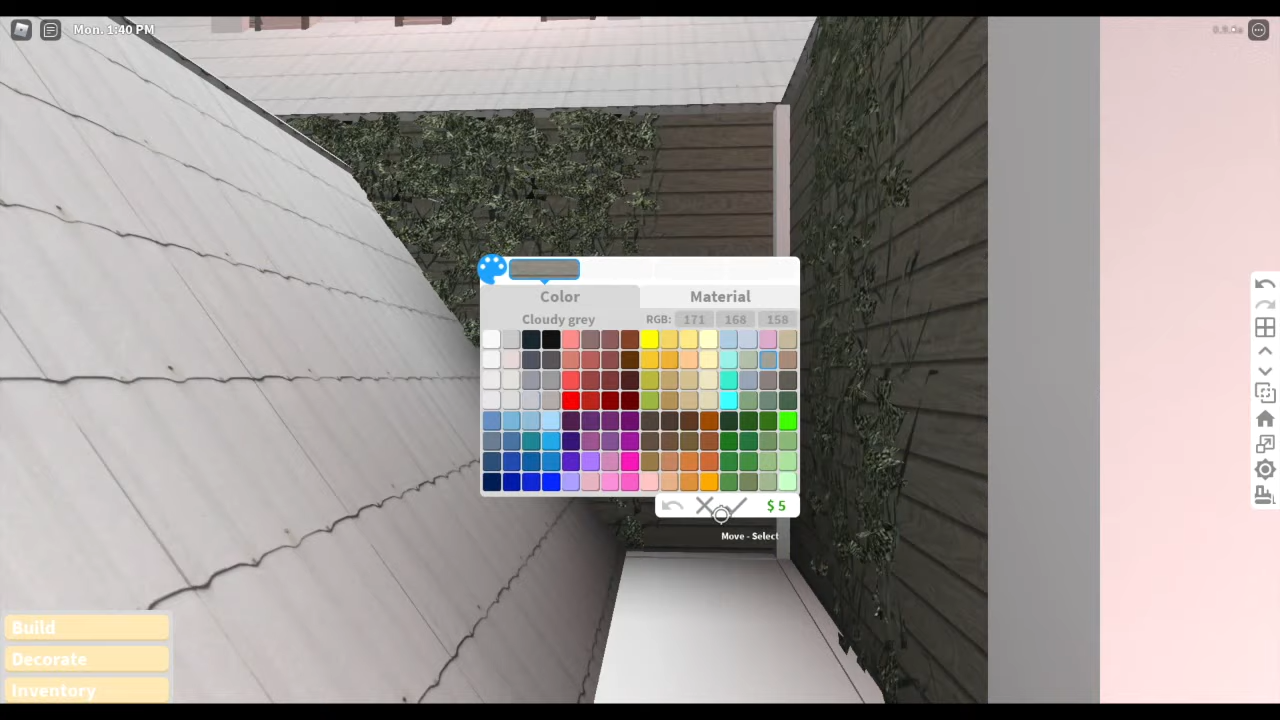 Mon. 1:40 PM
Color
Material
Cloudy grey
RGB: 171 168 158
$ 5
Move - Select
Build
Decorate
Inventory